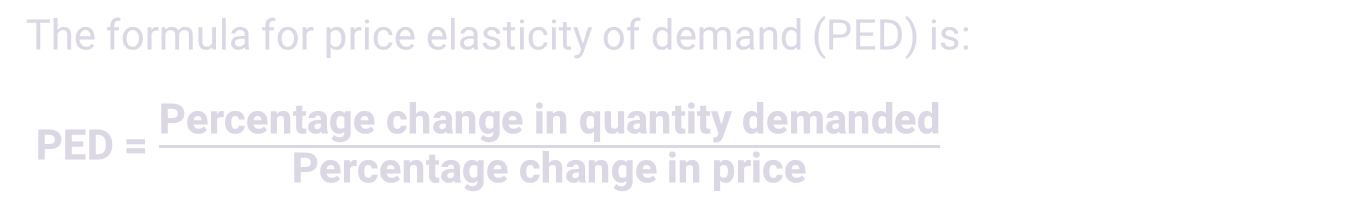 The formula for price elasticity of demand (PED) is:
PED = Percentage change in quantity demanded
Percentage change in price